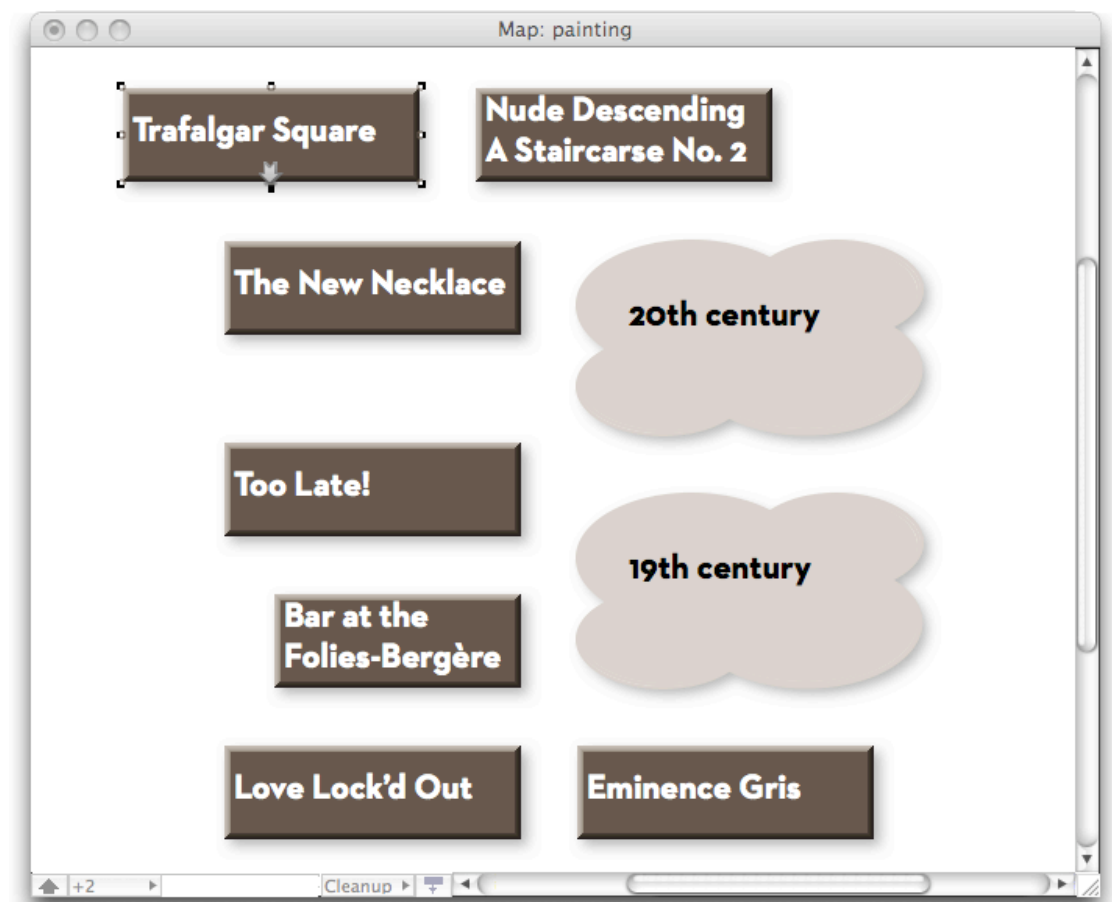 Map: painting
Trafalgar Square
Nude Descending
A Staircarse No. 2
The New Necklace
20th century
Too Late!
19th century
Bar at the
Folies-Bergère
Love Lock’d Out
Eminence Gris
+2
Cleanup